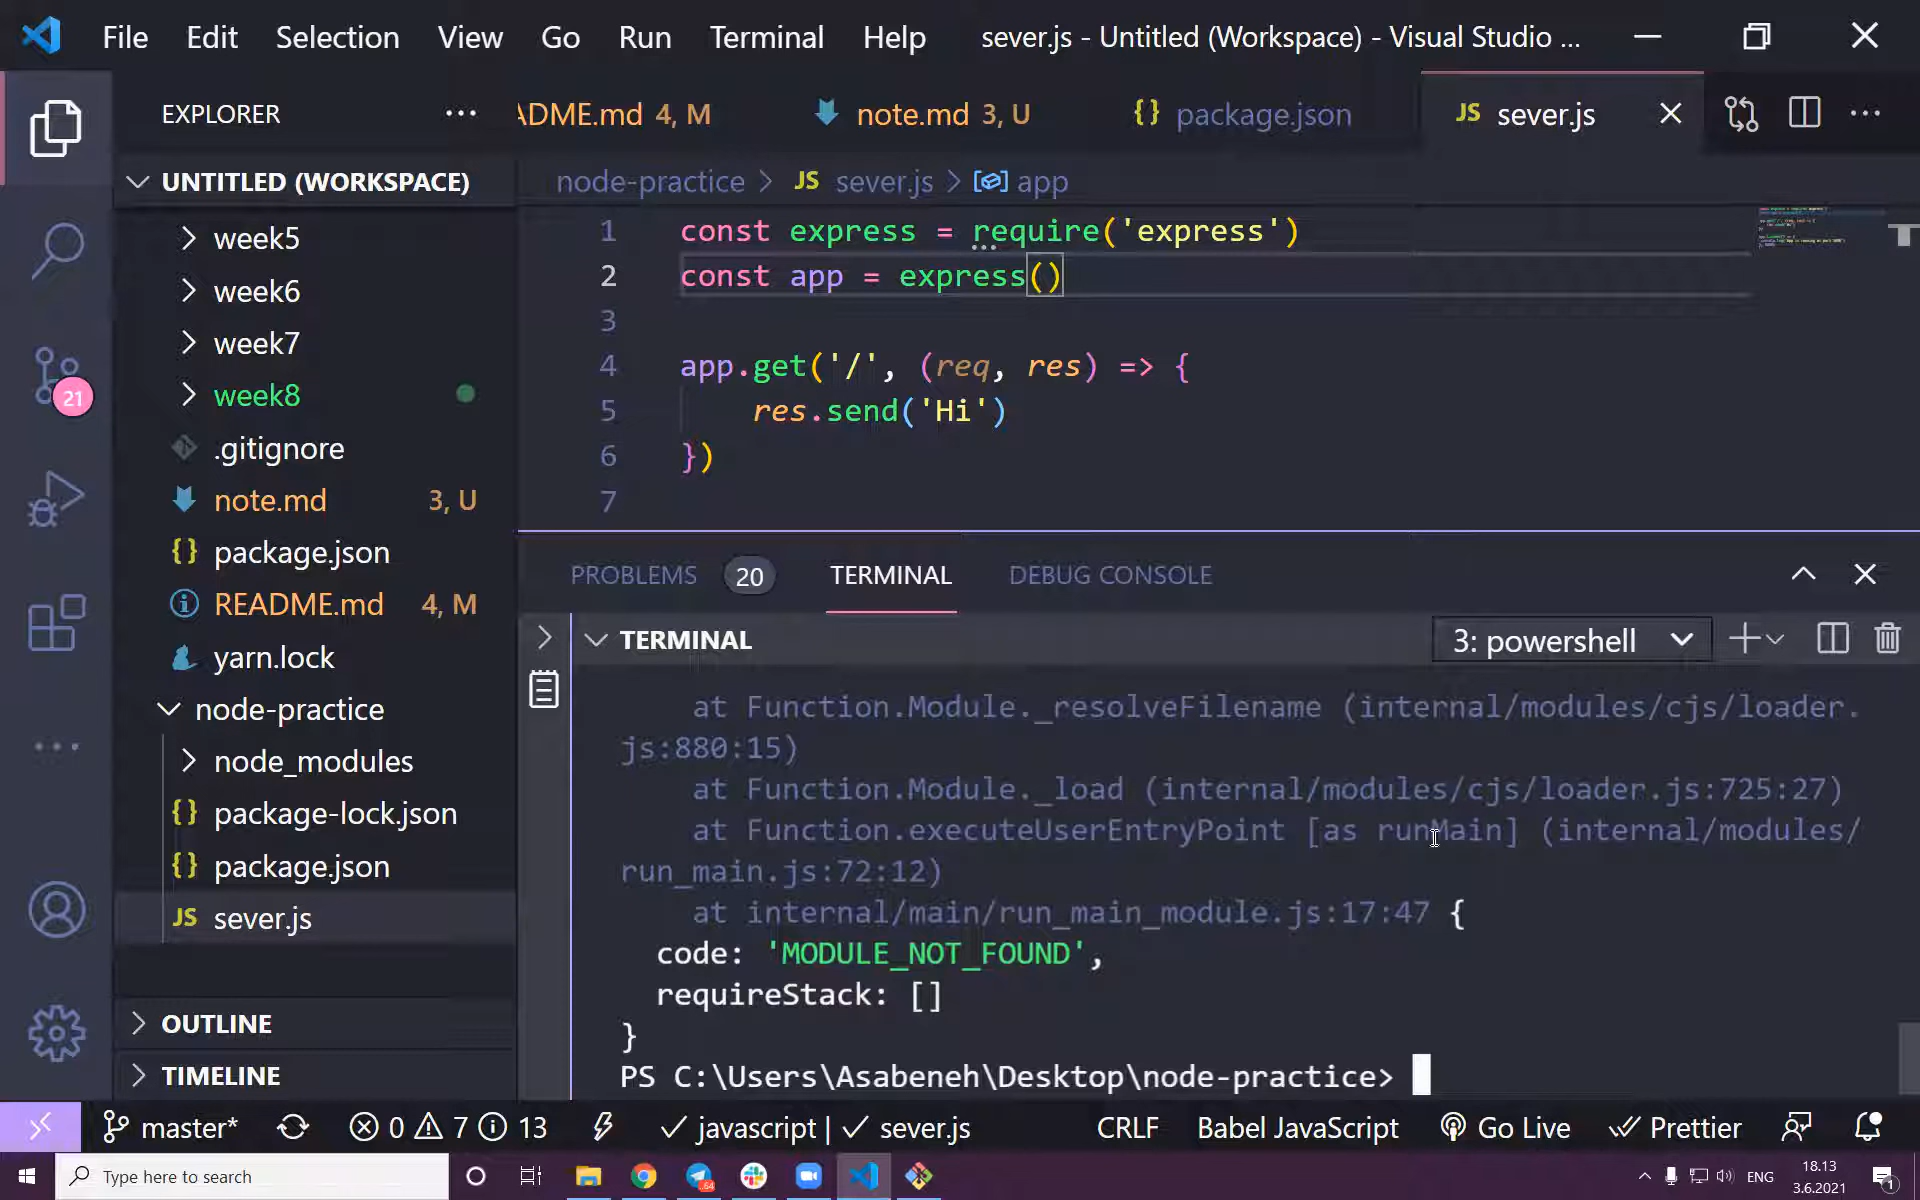 File Edit Selection View Go Run Terminal Help sever.js - Untitled (Workspace) - Visual Studio ...
EXPLORER ...
ADME.md 4, M note.md 3, U {} package.json JS sever.js
UNTITLED (WORKSPACE)
node-practice > JS sever.js > app
week5
week6
week7
week8
.gitignore
note.md 3, U
{} package.json
README.md 4, M
yarn.lock
node-practice
node_modules
{} package-lock.json
{} package.json
JS sever.js
OUTLINE
TIMELINE
21
1 const express = require('express')
2 const app = express()
3
4 app.get('/', (req, res) => {
5 res.send('Hi')
6 })
7
PROBLEMS 20 TERMINAL DEBUG CONSOLE
TERMINAL 3: powershell
at Function.Module._resolveFilename (internal/modules/cjs/loader.
js:880:15)
at Function.Module._load (internal/modules/cjs/loader.js:725:27)
at Function.executeUserEntryPoint [as runMain] (internal/modules/
run_main.js:72:12)
at internal/main/run_main_module.js:17:47 {
code: 'MODULE_NOT_FOUND',
requireStack: []
}
PS C:\Users\Asabeneh\Desktop\node-practice>
master* 0 7 13 javascript | sever.js CRLF Babel JavaScript Go Live Prettier
Type here to search
64
ENG
18.13
3.6.2021
1